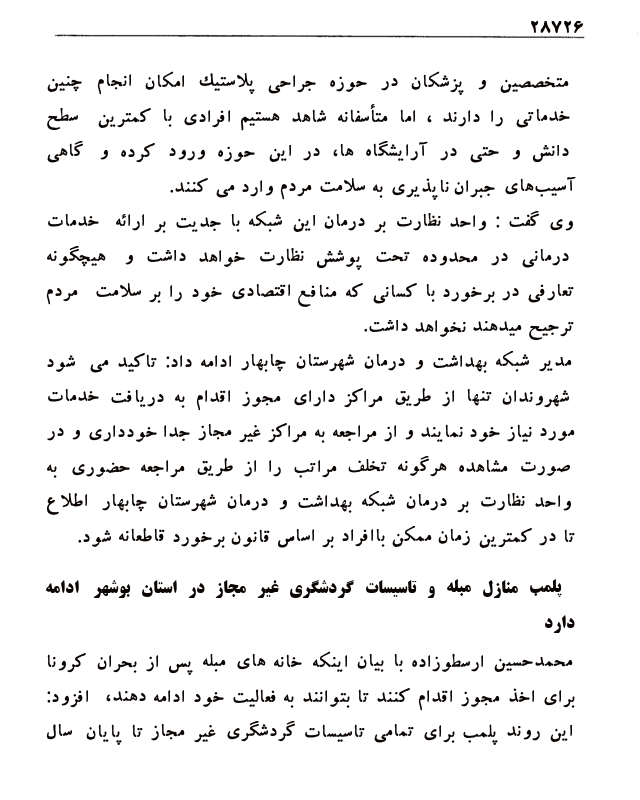 ۲۸۷۲۶
متخصصین و پزشکان در حوزه جراحی پلاستیك امکان انجام چنین
خدماتی را دارند ، اما متأسفانه شاهد هستیم افرادی با کمترین سطح
دانش و حتی در آرایشگاه ها، در این حوزه ورود کرده و گاهی
آسیب‌های جبران ناپذیری به سلامت مردم وارد می کنند.
وی گفت : واحد نظارت بر درمان این شبکه با جدیت بر ارائه خدمات
درمانی در محدوده تحت پوشش نظارت خواهد داشت و هیچگونه
تعارفی در برخورد با کسانی که منافع اقتصادی خود را بر سلامت مردم
ترجیح میدهند نخواهد داشت.
مدیر شبکه بهداشت و درمان شهرستان چابهار ادامه داد: تاکید می شود
شهروندان تنها از طریق مراکز دارای مجوز اقدام به دریافت خدمات
مورد نیاز خود نمایند و از مراجعه به مراکز غیر مجاز جدا خودداری و در
صورت مشاهده هرگونه تخلف مراتب را از طریق مراجعه حضوری به
واحد نظارت بر درمان شبکه بهداشت و درمان شهرستان چابهار اطلاع
تا در کمترین زمان ممکن باافراد بر اساس قانون برخورد قاطعانه شود.
پلمب منازل مبله و تاسیسات گردشگری غیر مجاز در استان بوشهر ادامه
دارد
محمدحسین ارسطوزاده با بیان اینکه خانه های مبله پس از بحران کرونا
برای اخذ مجوز اقدام کنند تا بتوانند به فعالیت خود ادامه دهند، افزود:
این روند پلمب برای تمامی تاسیسات گردشگری غیر مجاز تا پایان سال